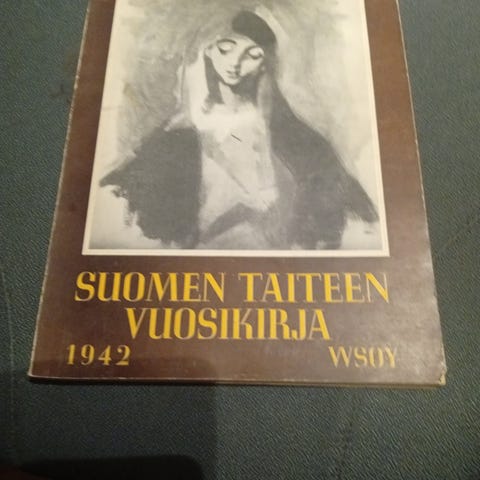 SUOMEN TAITEEN
VUOSIKIRJA
1942 WSOY